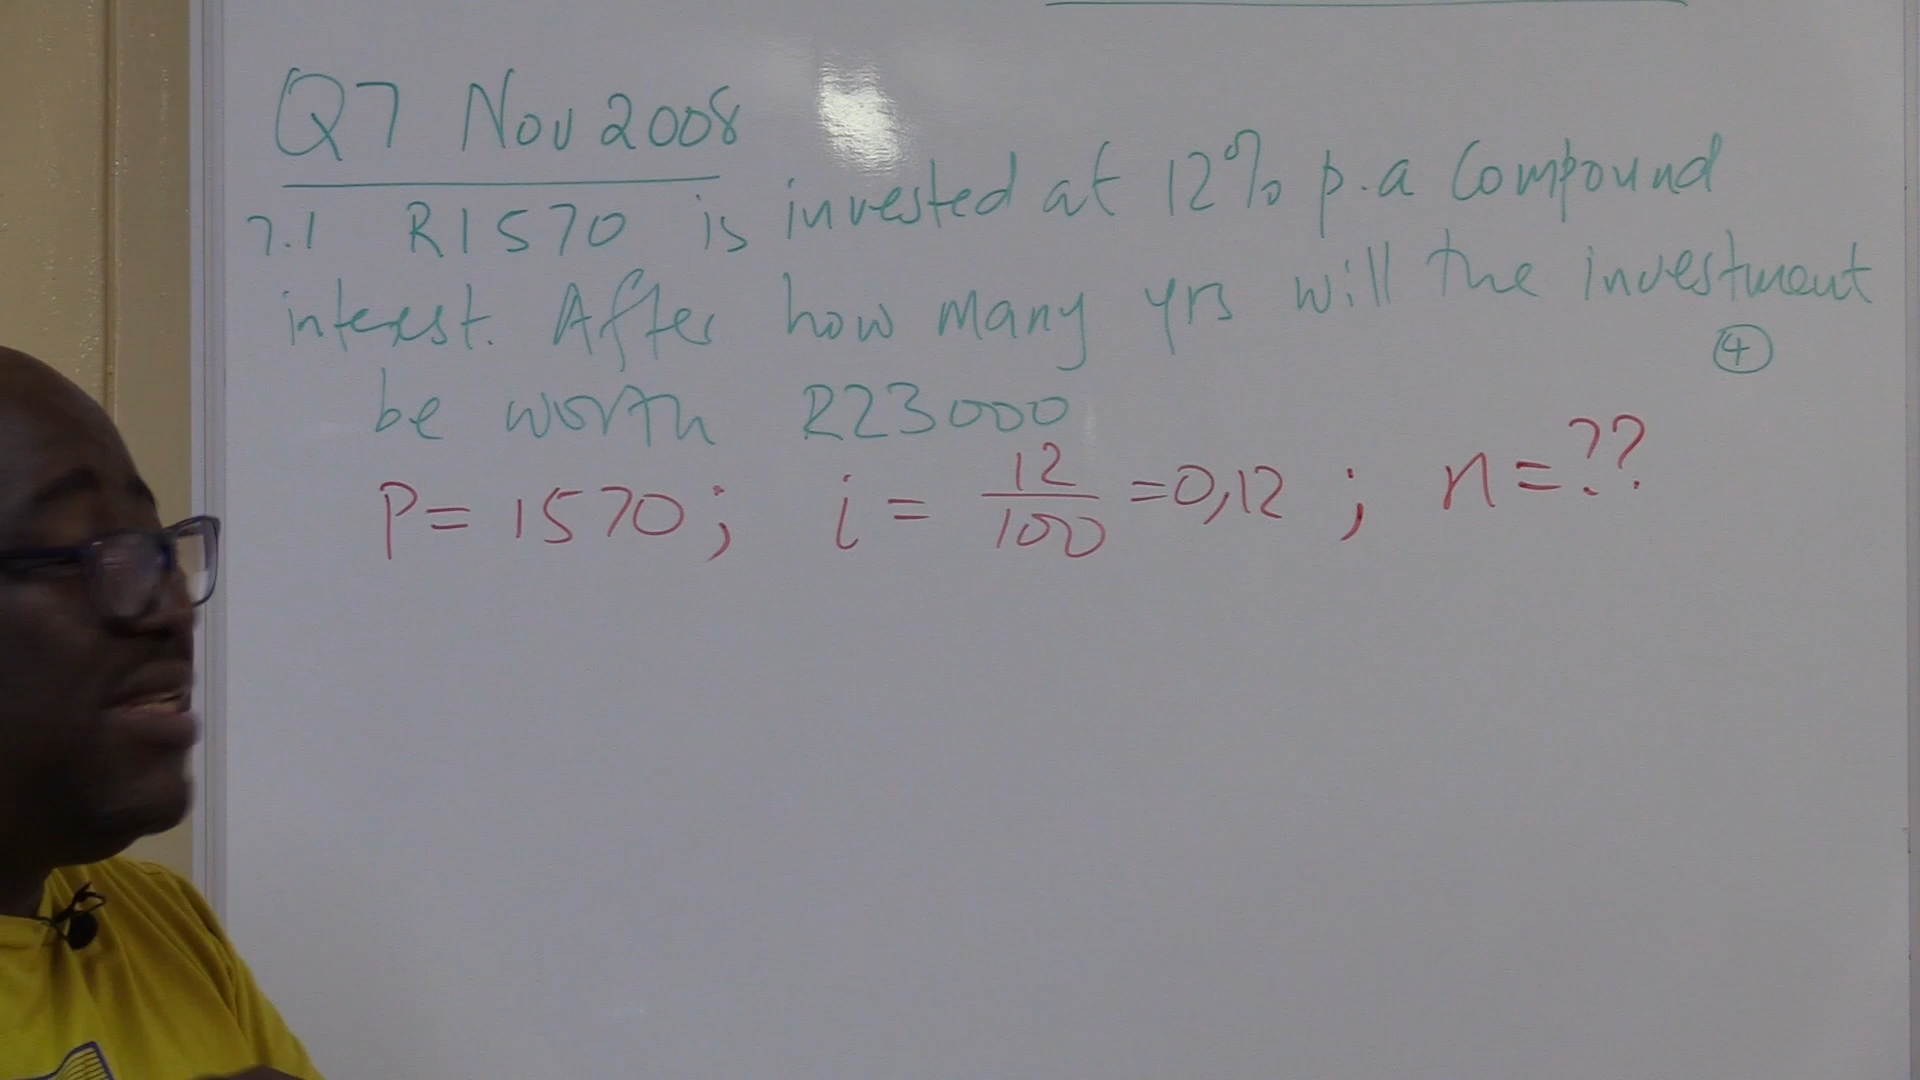 Q7 Nov 2008
7.1 R1570 is invested at 12% p.a Compound
interest. After how many yrs will the investment
④
be worth R23000
P= 1570; i = 12/100 =0,12 ; n=??